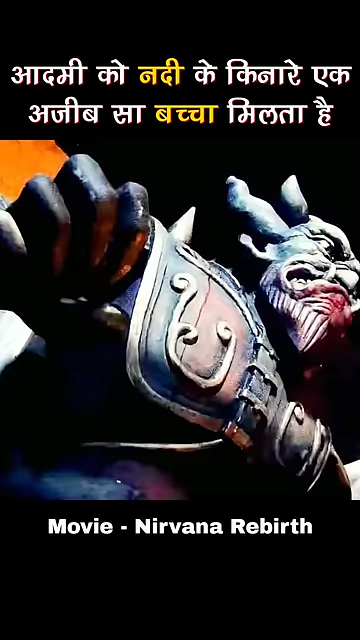 आदमी को नदी के किनारे एक
अजीब सा बच्चा मिलता है
Movie - Nirvana Rebirth